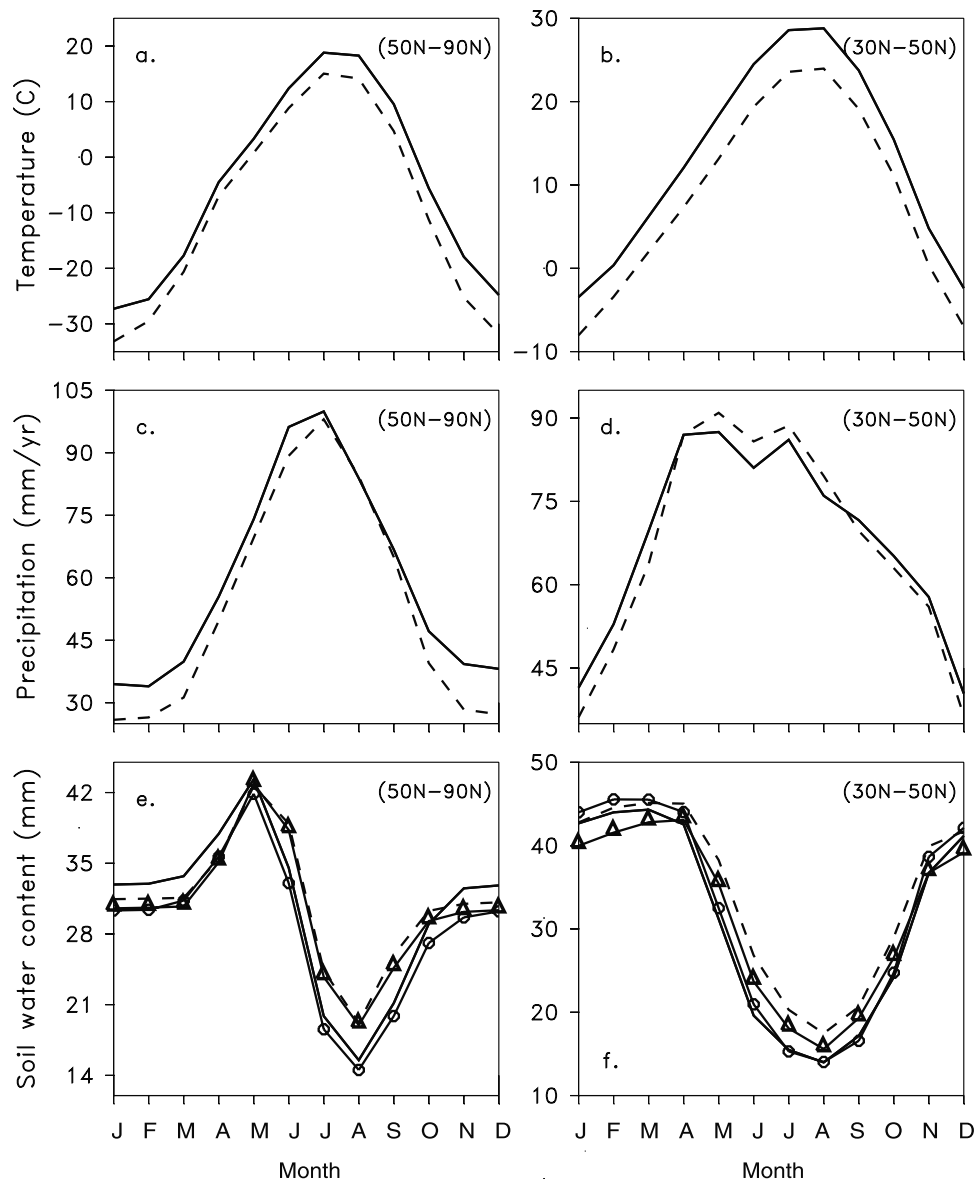 Temperature (C)
20
10
0
−10
−20
−30
a.
(50N−90N)
30
20
10
0
−10
b.
(30N−50N)
Precipitation (mm/yr)
105
90
75
60
45
30
c.
(50N−90N)
90
75
60
45
d.
(30N−50N)
Soil water content (mm)
42
35
28
21
14
e.
(50N−90N)
J F M A M J J A S O N D
Month
50
40
30
20
10
f.
(30N−50N)
J F M A M J J A S O N D
Month